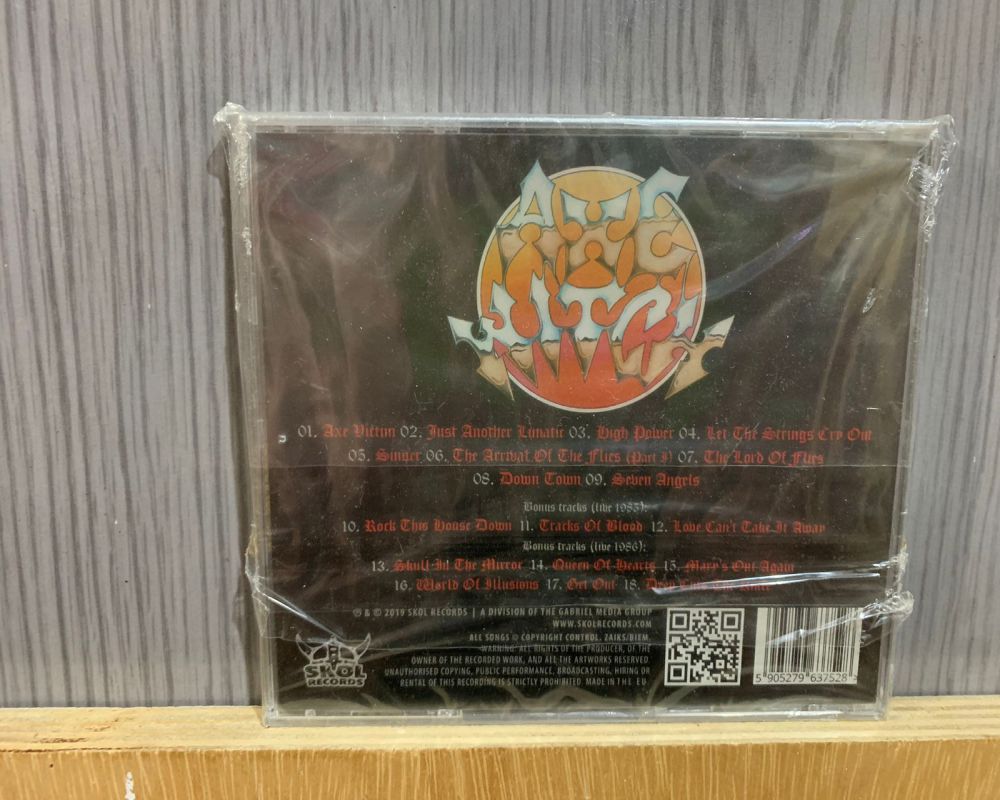 AXE
WITCH
01. Axe Victim 02. Just Another Lunatic 03. High Power 04. Let The Strings Cry Out
05. Singer 06. The Arrival Of The Flies (Part I) 07. The Lord Of Flies
08. Down Town 09. Seven Angels
Bonus tracks (live 1985):
10. Rock This House Down 11. Tracks Of Blood 12. Love Can't Take It Away
Bonus tracks (live 1986):
13. Skull In The Mirror 14. Queen Of Hearts 15. Mary's Out Again
16. World Of Illusions 17. Get Out 18.
℗ & © 2019 SKOL RECORDS | A DIVISION OF THE GABRIEL MEDIA GROUP
WWW.SKOLRECORDS.COM
ALL SONGS © COPYRIGHT CONTROL. ZAIKS/BIEM.
WARNING: ALL RIGHTS OF THE PRODUCER, OF THE
OWNER OF THE RECORDED WORK, AND ALL THE ARTWORKS RESERVED.
UNAUTHORISED COPYING, PUBLIC PERFORMANCE, BROADCASTING, HIRING OR
RENTAL OF THIS RECORDING IS STRICTLY PROHIBITED. MADE IN THE EU
SKOL
RECORDS
5 905279 637528